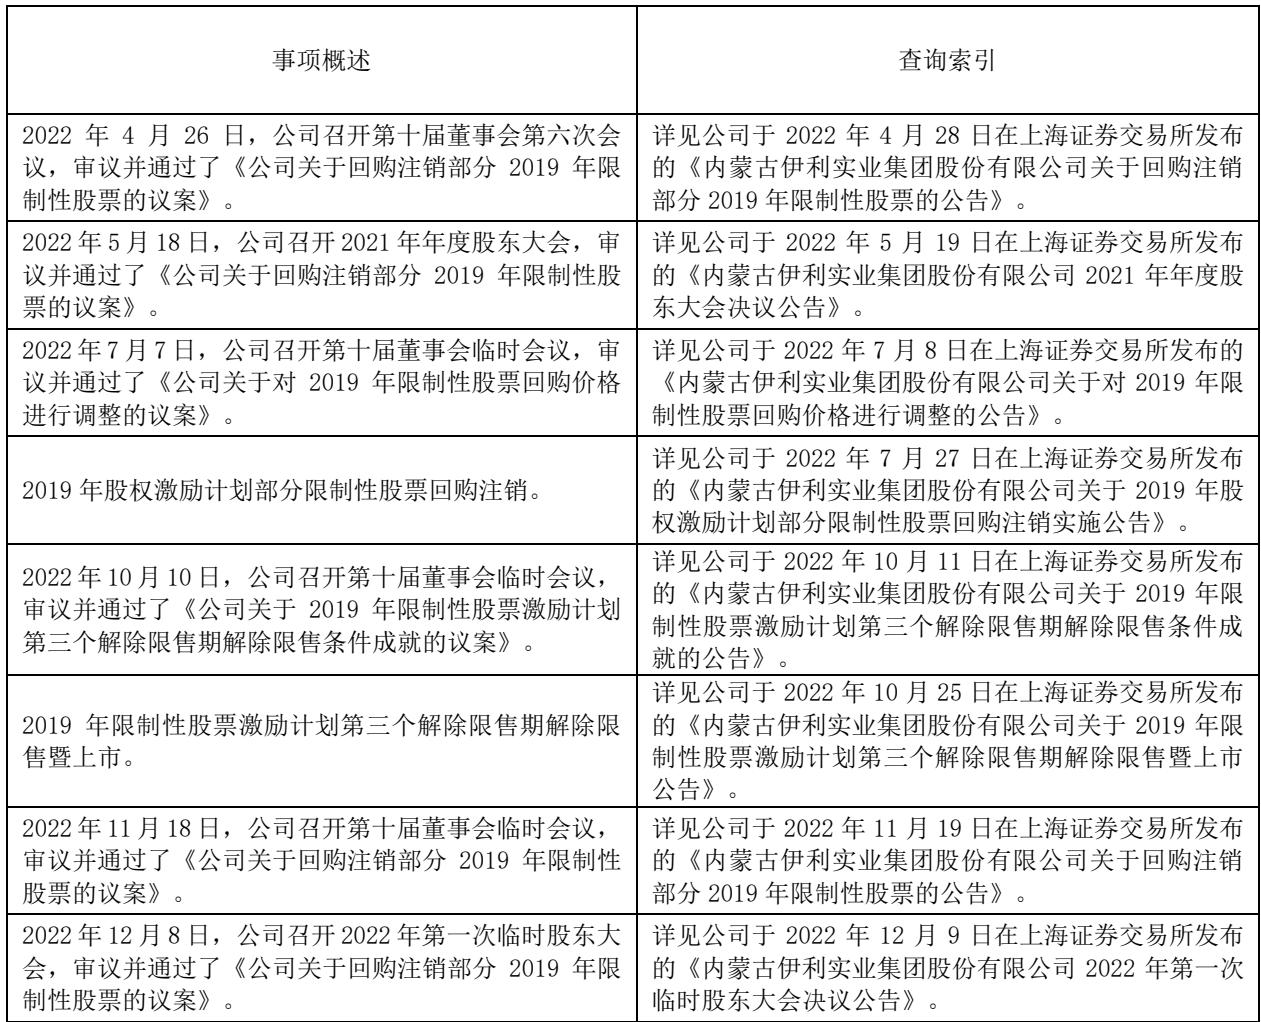 事项概述
查询索引
2022 年 4 月 26 日，公司召开第十届董事会第六次会
议，审议并通过了《公司关于回购注销部分 2019 年限
制性股票的议案》。
详见公司于 2022 年 4 月 28 日在上海证券交易所发布
的《内蒙古伊利实业集团股份有限公司关于回购注销
部分 2019 年限制性股票的公告》。
2022 年 5 月 18 日，公司召开 2021 年年度股东大会，审
议并通过了《公司关于回购注销部分 2019 年限制性股
票的议案》。
详见公司于 2022 年 5 月 19 日在上海证券交易所发布
的《内蒙古伊利实业集团股份有限公司 2021 年年度股
东大会决议公告》。
2022 年 7 月 7 日，公司召开第十届董事会临时会议，审
议并通过了《公司关于对 2019 年限制性股票回购价格
进行调整的议案》。
详见公司于 2022 年 7 月 8 日在上海证券交易所发布的
《内蒙古伊利实业集团股份有限公司关于对 2019 年限
制性股票回购价格进行调整的公告》。
2019 年股权激励计划部分限制性股票回购注销。
详见公司于 2022 年 7 月 27 日在上海证券交易所发布
的《内蒙古伊利实业集团股份有限公司关于 2019 年股
权激励计划部分限制性股票回购注销实施公告》。
2022 年 10 月 10 日，公司召开第十届董事会临时会议，
审议并通过了《公司关于 2019 年限制性股票激励计划
第三个解除限售期解除限售条件成就的议案》。
详见公司于 2022 年 10 月 11 日在上海证券交易所发布
的《内蒙古伊利实业集团股份有限公司关于 2019 年限
制性股票激励计划第三个解除限售期解除限售条件成
就的公告》。
2019 年限制性股票激励计划第三个解除限售期解除限
售暨上市。
详见公司于 2022 年 10 月 25 日在上海证券交易所发布
的《内蒙古伊利实业集团股份有限公司关于 2019 年限
制性股票激励计划第三个解除限售期解除限售暨上市
公告》。
2022 年 11 月 18 日，公司召开第十届董事会临时会议，
审议并通过了《公司关于回购注销部分 2019 年限制性
股票的议案》。
详见公司于 2022 年 11 月 19 日在上海证券交易所发布
的《内蒙古伊利实业集团股份有限公司关于回购注销
部分 2019 年限制性股票的公告》。
2022 年 12 月 8 日，公司召开 2022 年第一次临时股东大
会，审议并通过了《公司关于回购注销部分 2019 年限
制性股票的议案》。
详见公司于 2022 年 12 月 9 日在上海证券交易所发布
的《内蒙古伊利实业集团股份有限公司 2022 年第一次
临时股东大会决议公告》。